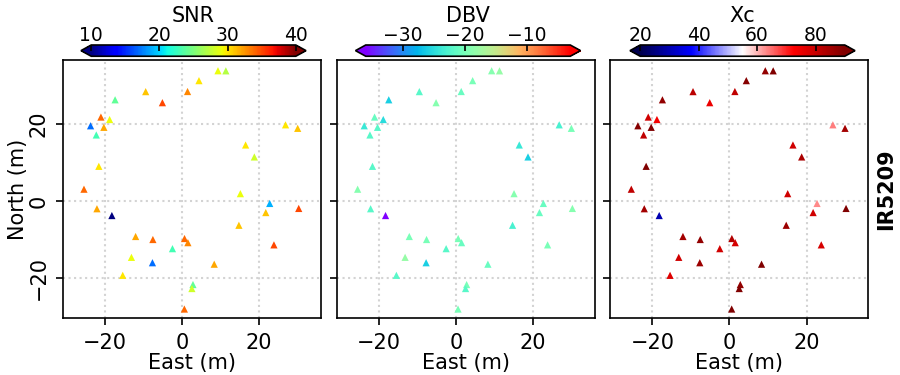 SNR DBV Xc
10 20 30 40 −30 −20 −10 20 40 60 80
North (m)
20
0
−20
IR5209
−20 0 20 −20 0 20 −20 0 20
East (m) East (m) East (m)